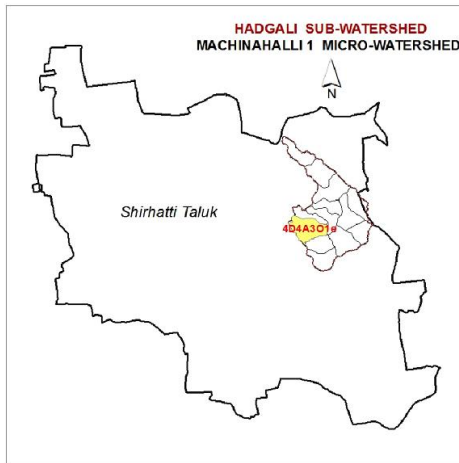 HADGALI SUB-WATERSHED
MACHINAHALLI 1 MICRO-WATERSHED
N
Shirhatti Taluk
4D4A3O1e